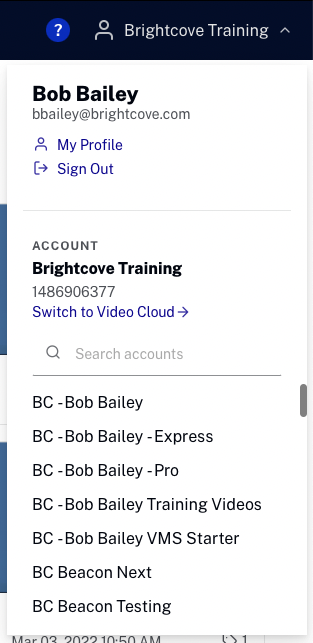 ?
Brightcove Training
Bob Bailey
bbailey@brightcove.com
My Profile
Sign Out
ACCOUNT
Brightcove Training
1486906377
Switch to Video Cloud
Search accounts
BC - Bob Bailey
BC - Bob Bailey - Express
BC - Bob Bailey - Pro
BC - Bob Bailey Training Videos
BC - Bob Bailey VMS Starter
BC Beacon Next
BC Beacon Testing
Mar 03, 2022 10:50 AM 1